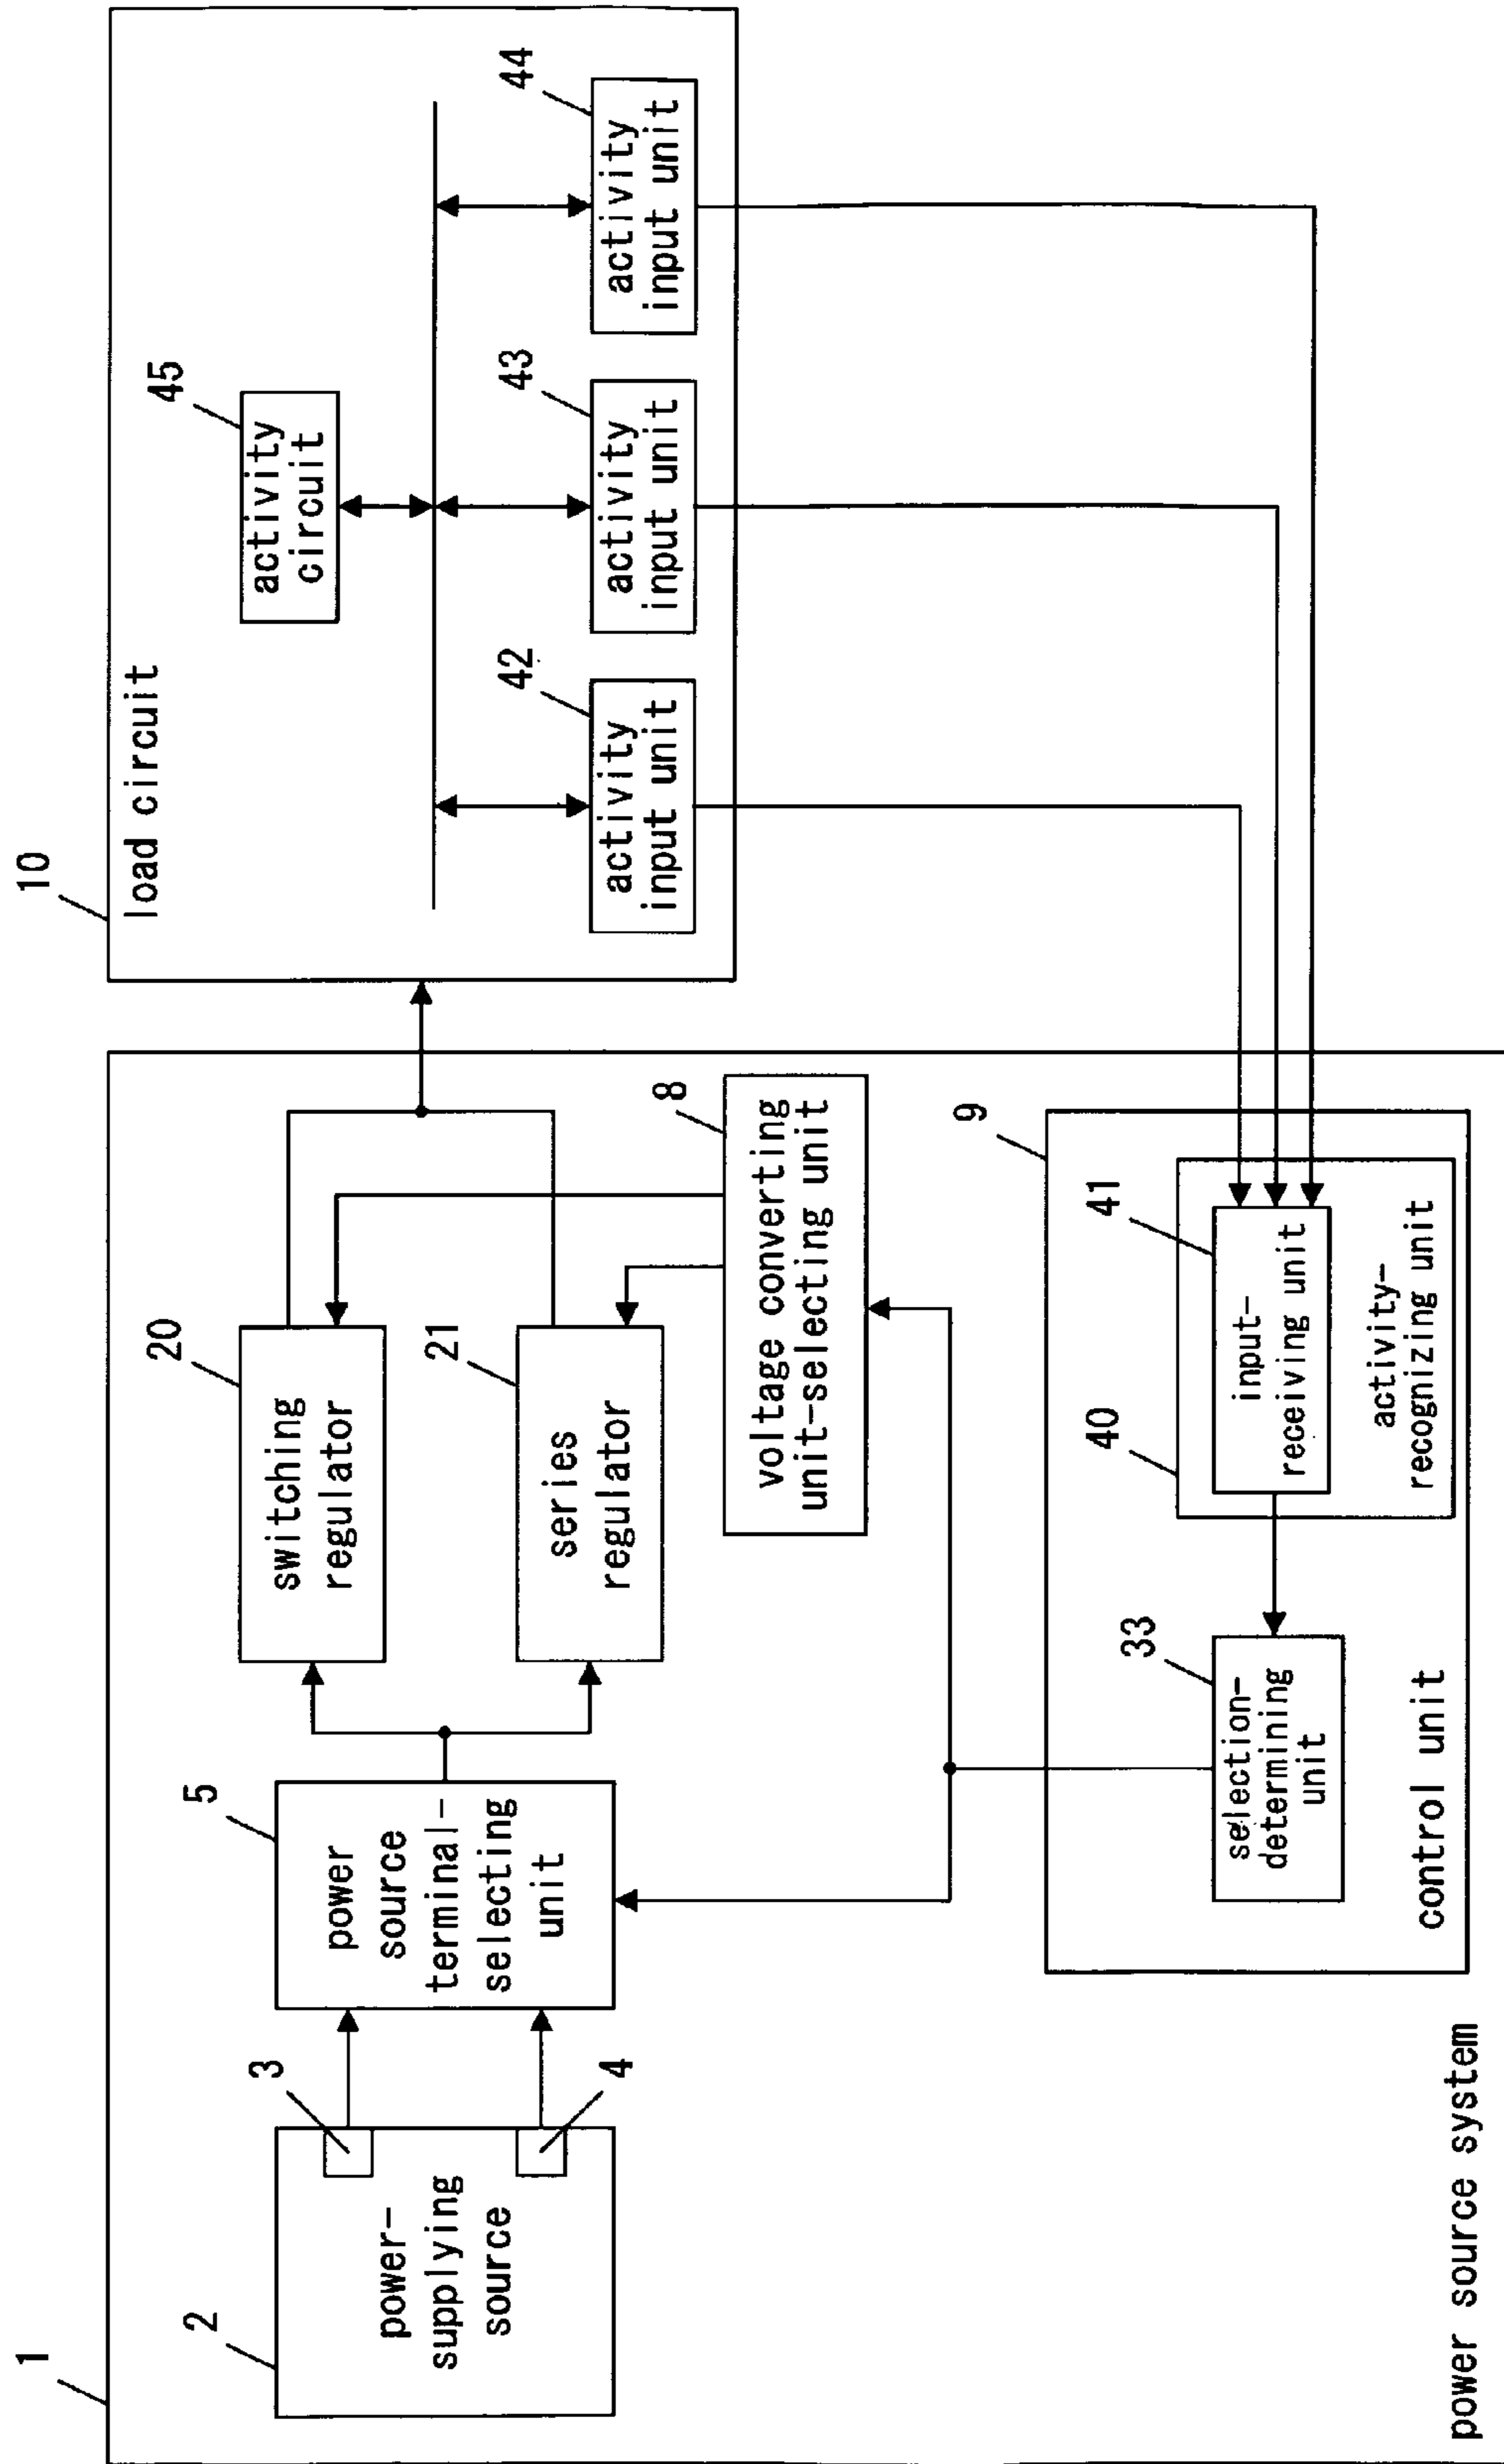 1
2
power-
supplying
source
3
4
5
power
source
terminal-
selecting
unit
20
switching
regulator
21
series
regulator
8
voltage converting
unit-selecting unit
9
33
selection-
determining
unit
40
41
input-
receiving unit
activity-
recognizing unit
control unit
power source system
10
load circuit
45
activity
circuit
42
activity
input unit
43
activity
input unit
44
activity
input unit